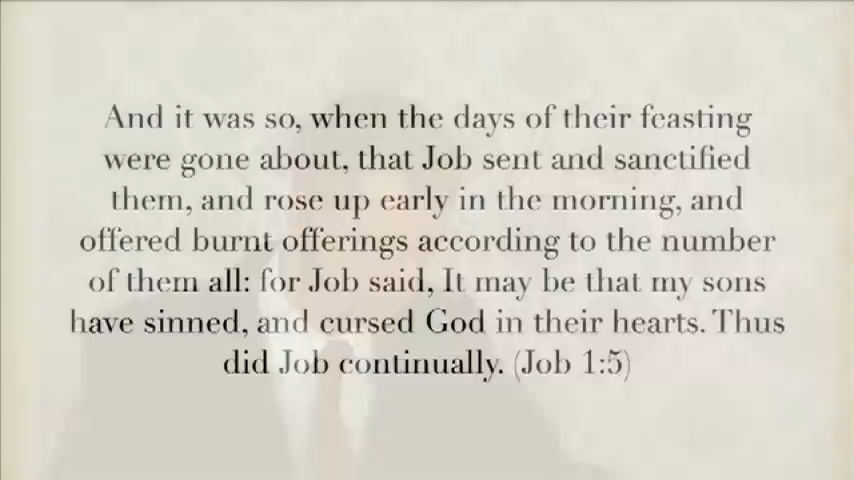 And it was so, when the days of their feasting
were gone about, that Job sent and sanctified
them, and rose up early in the morning, and
offered burnt offerings according to the number
of them all: for Job said, It may be that my sons
have sinned, and cursed God in their hearts. Thus
did Job continually. (Job 1:5)